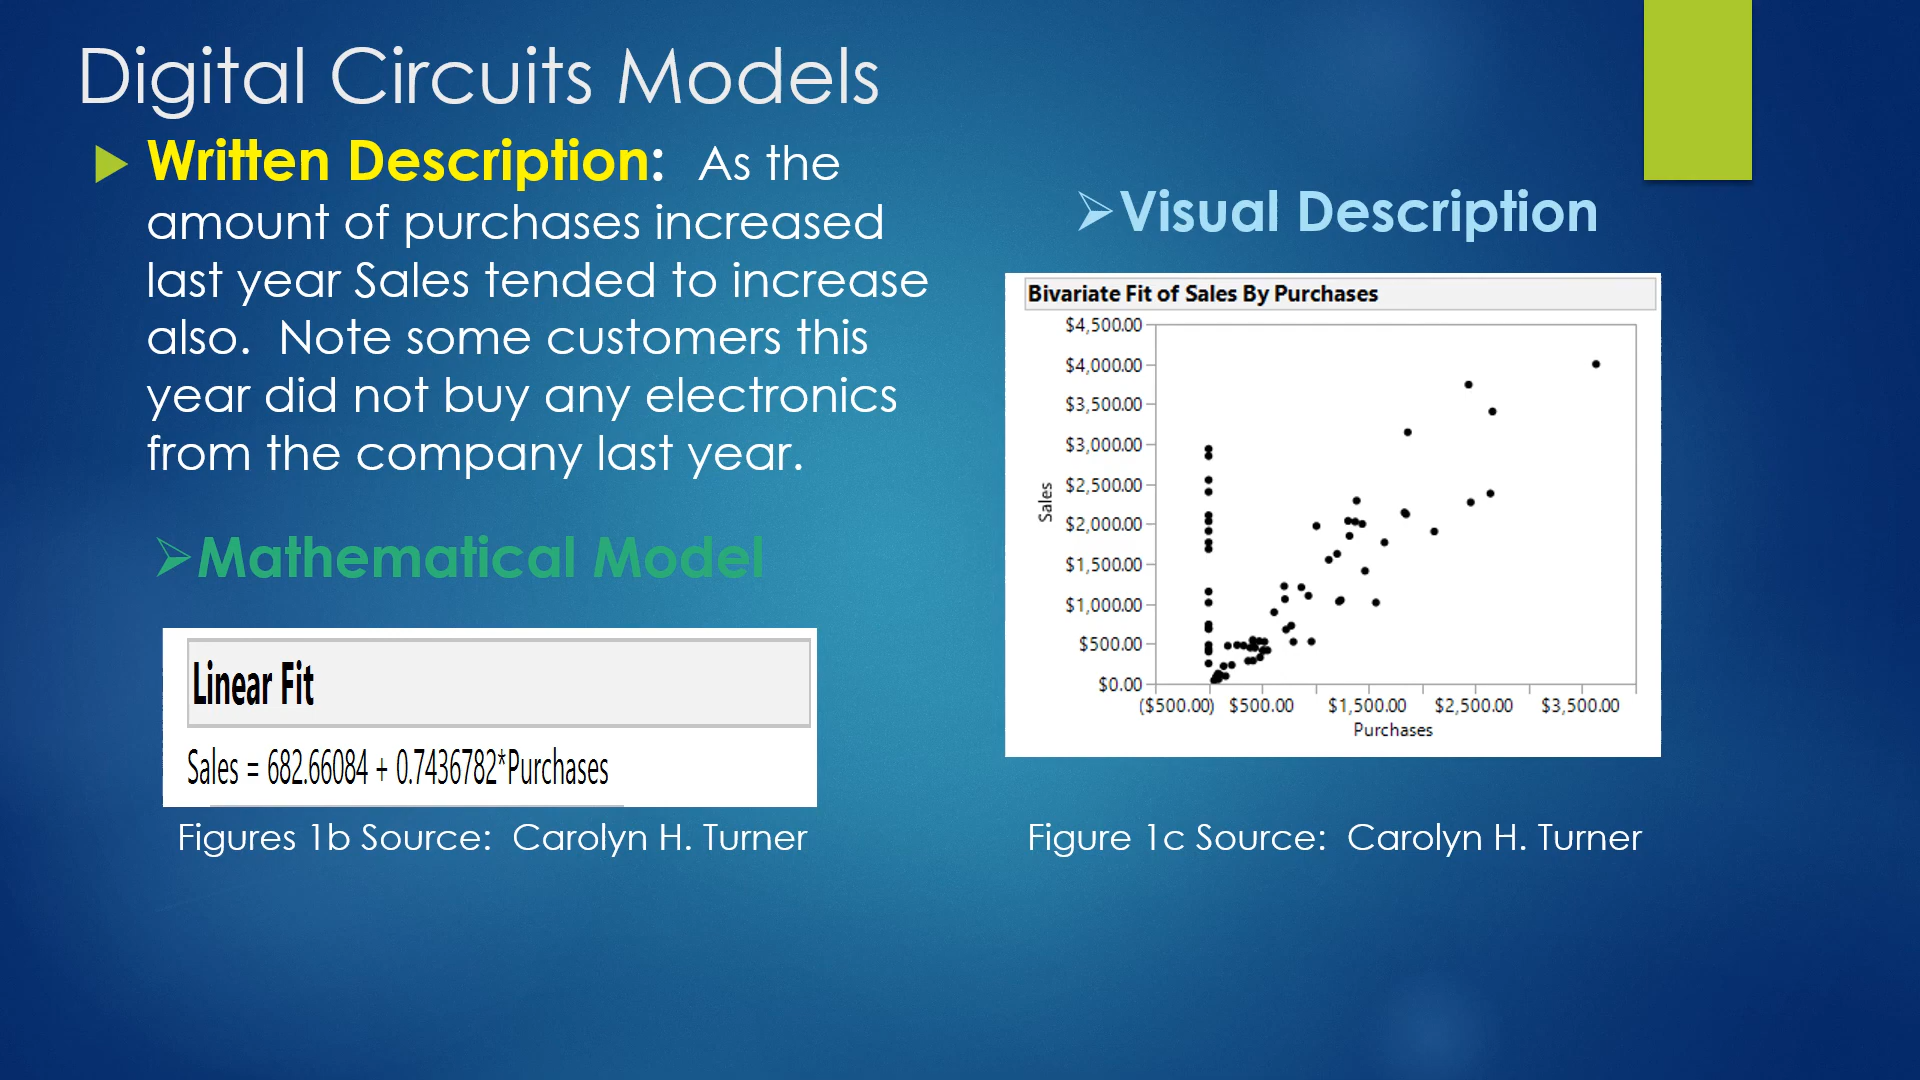 Digital Circuits Models
Written Description: As the
amount of purchases increased
last year Sales tended to increase
also. Note some customers this
year did not buy any electronics
from the company last year.
Mathematical Model
Linear Fit
Sales = 682.66084 + 0.7436782*Purchases
Figures 1b Source: Carolyn H. Turner
Visual Description
Bivariate Fit of Sales By Purchases
$4,500.00
$4,000.00
$3,500.00
$3,000.00
$2,500.00
$2,000.00
$1,500.00
$1,000.00
$500.00
$0.00
Sales
($500.00) $500.00 $1,500.00 $2,500.00 $3,500.00
Purchases
Figure 1c Source: Carolyn H. Turner